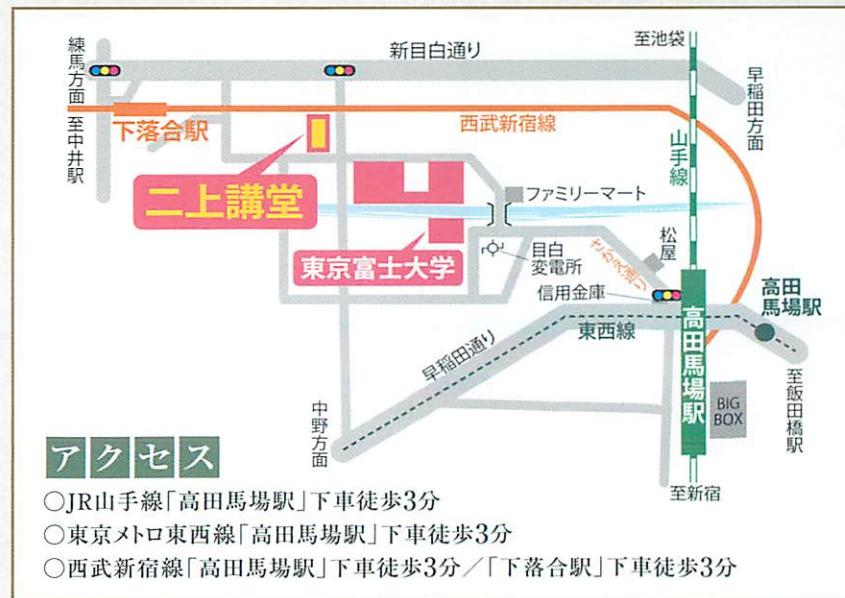 新目白通り
至池袋
練馬方面
至中井駅
早稲田方面
下落合駅
西武新宿線
山手線
二上講堂
ファミリーマート
東京富士大学
目白
変電所
さかえ通り
松屋
信用金庫
高田
馬場駅
東西線
高田馬場駅
早稲田通り
中野方面
BIG
BOX
至飯田橋駅
至新宿
アクセス
○JR山手線「高田馬場駅」下車徒歩3分
○東京メトロ東西線「高田馬場駅」下車徒歩3分
○西武新宿線「高田馬場駅」下車徒歩3分／「下落合駅」下車徒歩3分